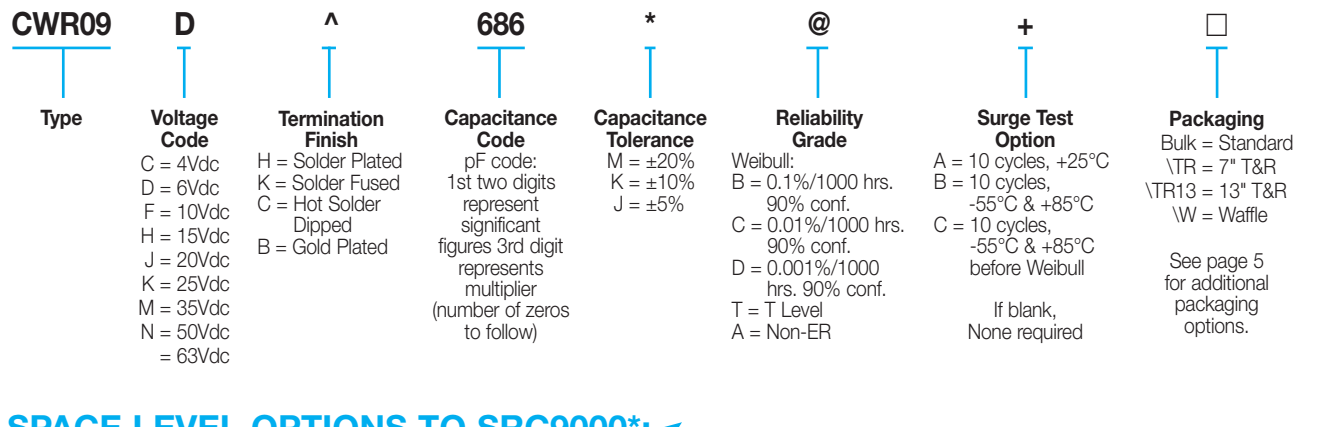 CWR09 D ^ 686 * @ + □
Type
Voltage
Code
C = 4Vdc
D = 6Vdc
F = 10Vdc
H = 15Vdc
J = 20Vdc
K = 25Vdc
M = 35Vdc
N = 50Vdc
= 63Vdc
Termination
Finish
H = Solder Plated
K = Solder Fused
C = Hot Solder
Dipped
B = Gold Plated
Capacitance
Code
pF code:
1st two digits
represent
significant
figures 3rd digit
represents
multiplier
(number of zeros
to follow)
Capacitance
Tolerance
M = ±20%
K = ±10%
J = ±5%
Reliability
Grade
Weibull:
B = 0.1%/1000 hrs.
90% conf.
C = 0.01%/1000 hrs.
90% conf.
D = 0.001%/1000
hrs. 90% conf.
T = T Level
A = Non-ER
Surge Test
Option
A = 10 cycles, +25°C
B = 10 cycles,
-55°C & +85°C
C = 10 cycles,
-55°C & +85°C
before Weibull
If blank,
None required
Packaging
Bulk = Standard
\TR = 7" T&R
\TR13 = 13" T&R
\W = Waffle
See page 5
for additional
packaging
options.
SPACE LEVEL OPTIONS TO SRC9000*: